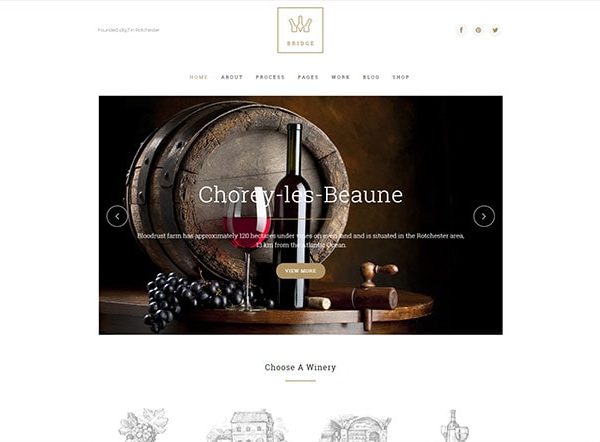 Founded 1897 in Rotchester
BRIDGE
HOME ABOUT PROCESS PAGES WORK BLOG SHOP
Chorey-les-Beaune
Bloodrust farm has approximately 120 hectares under vines on even land and is situated in the Rotchester area,
13 km from the Atlantic Ocean.
VIEW MORE
Choose A Winery